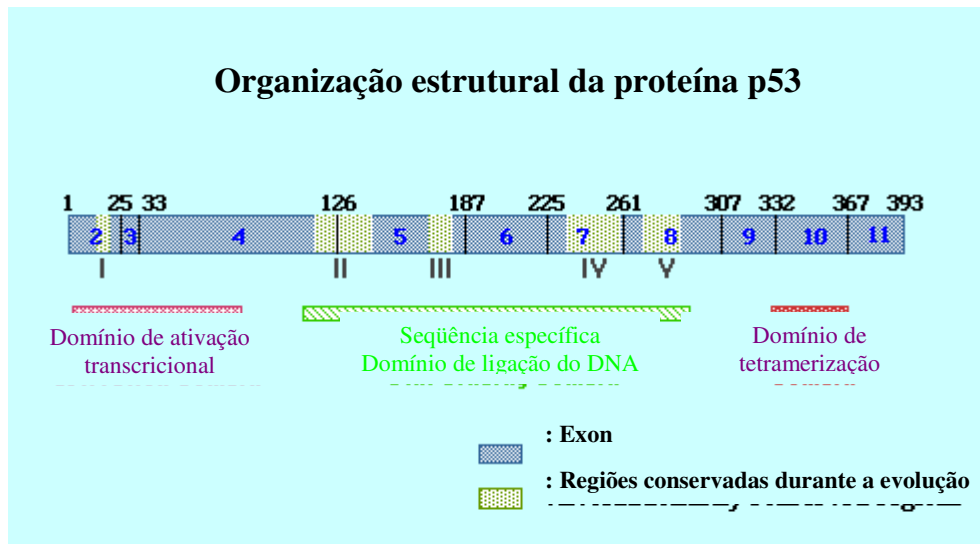 Organização estrutural da proteína p53
1 25 33 126 187 225 261 307 332 367 393
2 3 4 5 6 7 8 9 10 11
I II III IV V
Domínio de ativação
transcricional
Seqüência específica
Domínio de ligação do DNA
Domínio de
tetramerização
: Exon
: Regiões conservadas durante a evolução